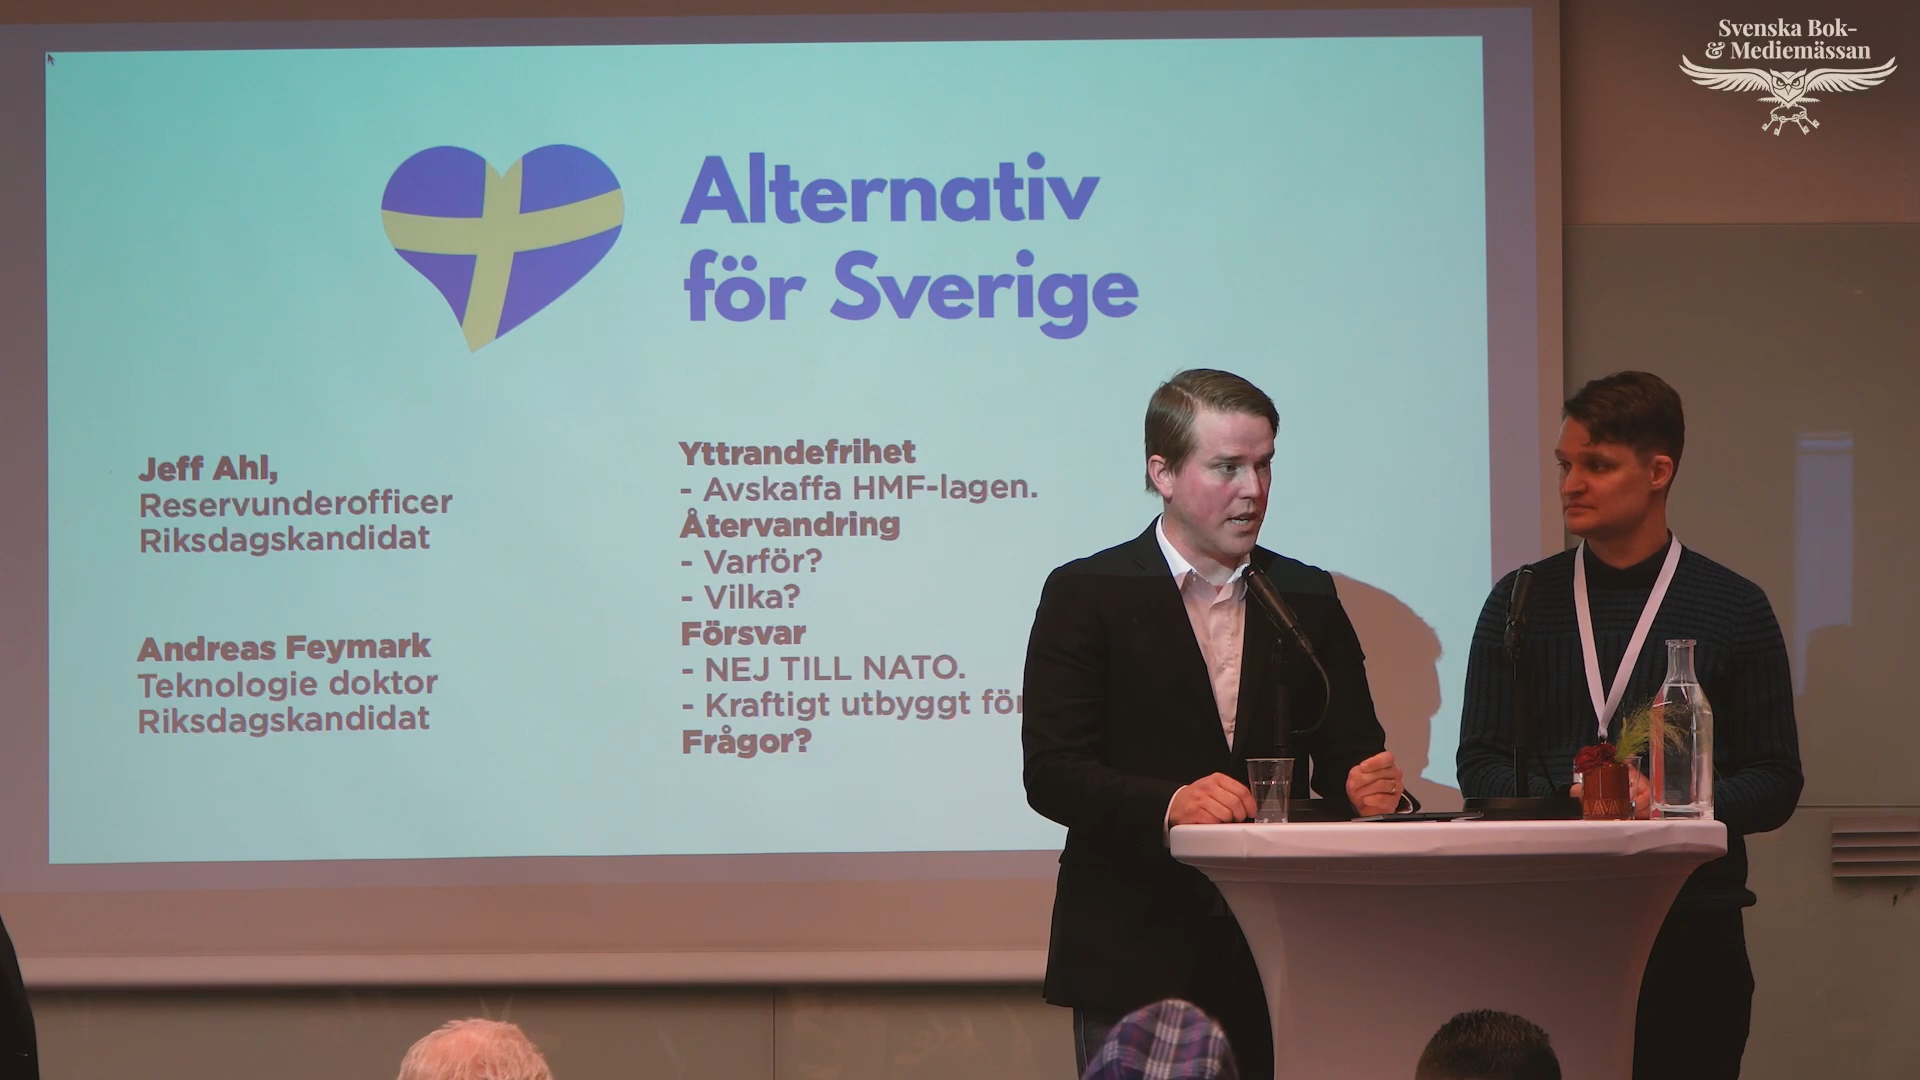 Svenska Bok-
& Mediemässan
Alternativ
för Sverige
Jeff Ahl,
Reservunderofficer
Riksdagskandidat
Andreas Feymark
Teknologie doktor
Riksdagskandidat
Yttrandefrihet
- Avskaffa HMF-lagen.
Återvandring
- Varför?
- Vilka?
Försvar
- NEJ TILL NATO.
- Kraftigt utbyggt
Frågor?